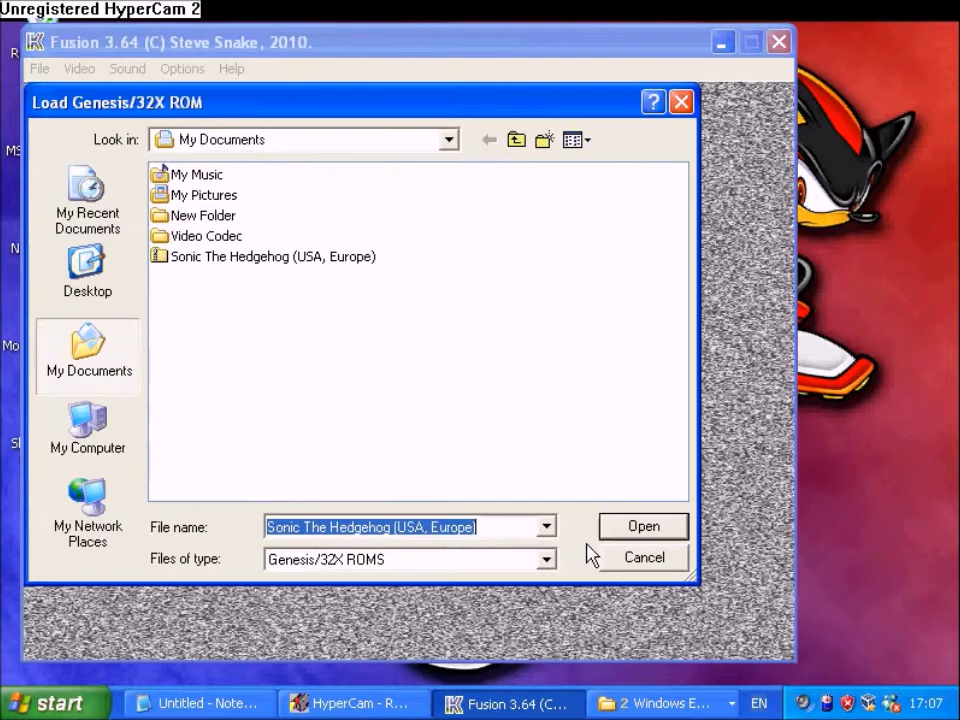 Unregistered HyperCam 2
Fusion 3.64 (C) Steve Snake, 2010.
File Video Sound Options Help
Load Genesis/32X ROM
Look in: My Documents
My Recent
Documents
Desktop
My Documents
My Computer
My Network
Places
My Music
My Pictures
New Folder
Video Codec
Sonic The Hedgehog (USA, Europe)
File name: Sonic The Hedgehog (USA, Europe) Open
Files of type: Genesis/32X ROMS Cancel
start Untitled - Note... HyperCam - R... Fusion 3.64 (C... 2 Windows E... EN 17:07